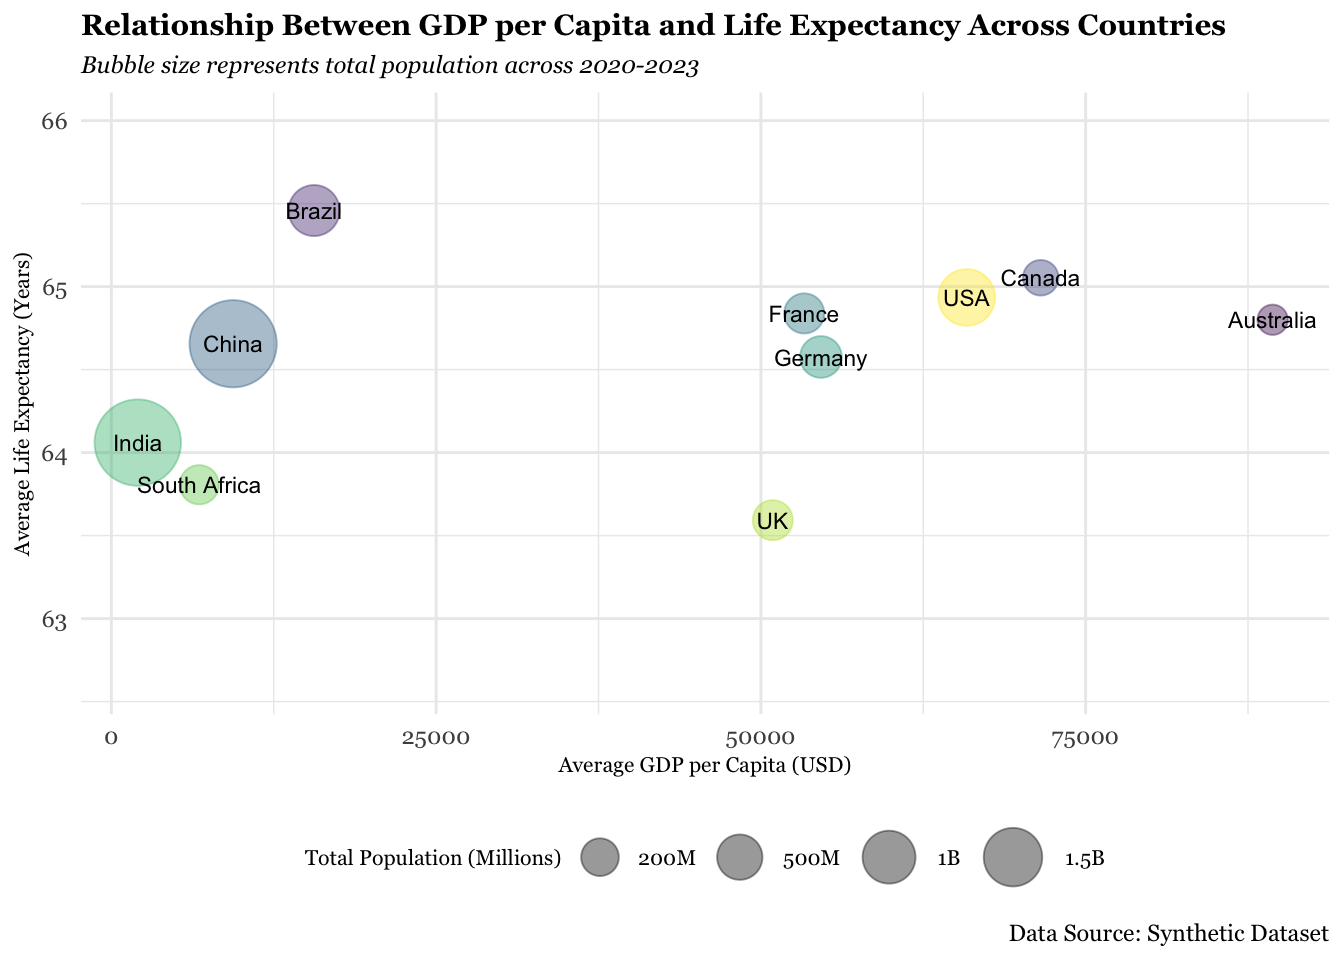 Relationship Between GDP per Capita and Life Expectancy Across Countries
Bubble size represents total population across 2020-2023
Average Life Expectancy (Years)
66
65
64
63
Brazil
China
India
South Africa
France
Germany
UK
USA
Canada
Australia
0 25000 50000 75000
Average GDP per Capita (USD)
Total Population (Millions) 200M 500M 1B 1.5B
Data Source: Synthetic Dataset